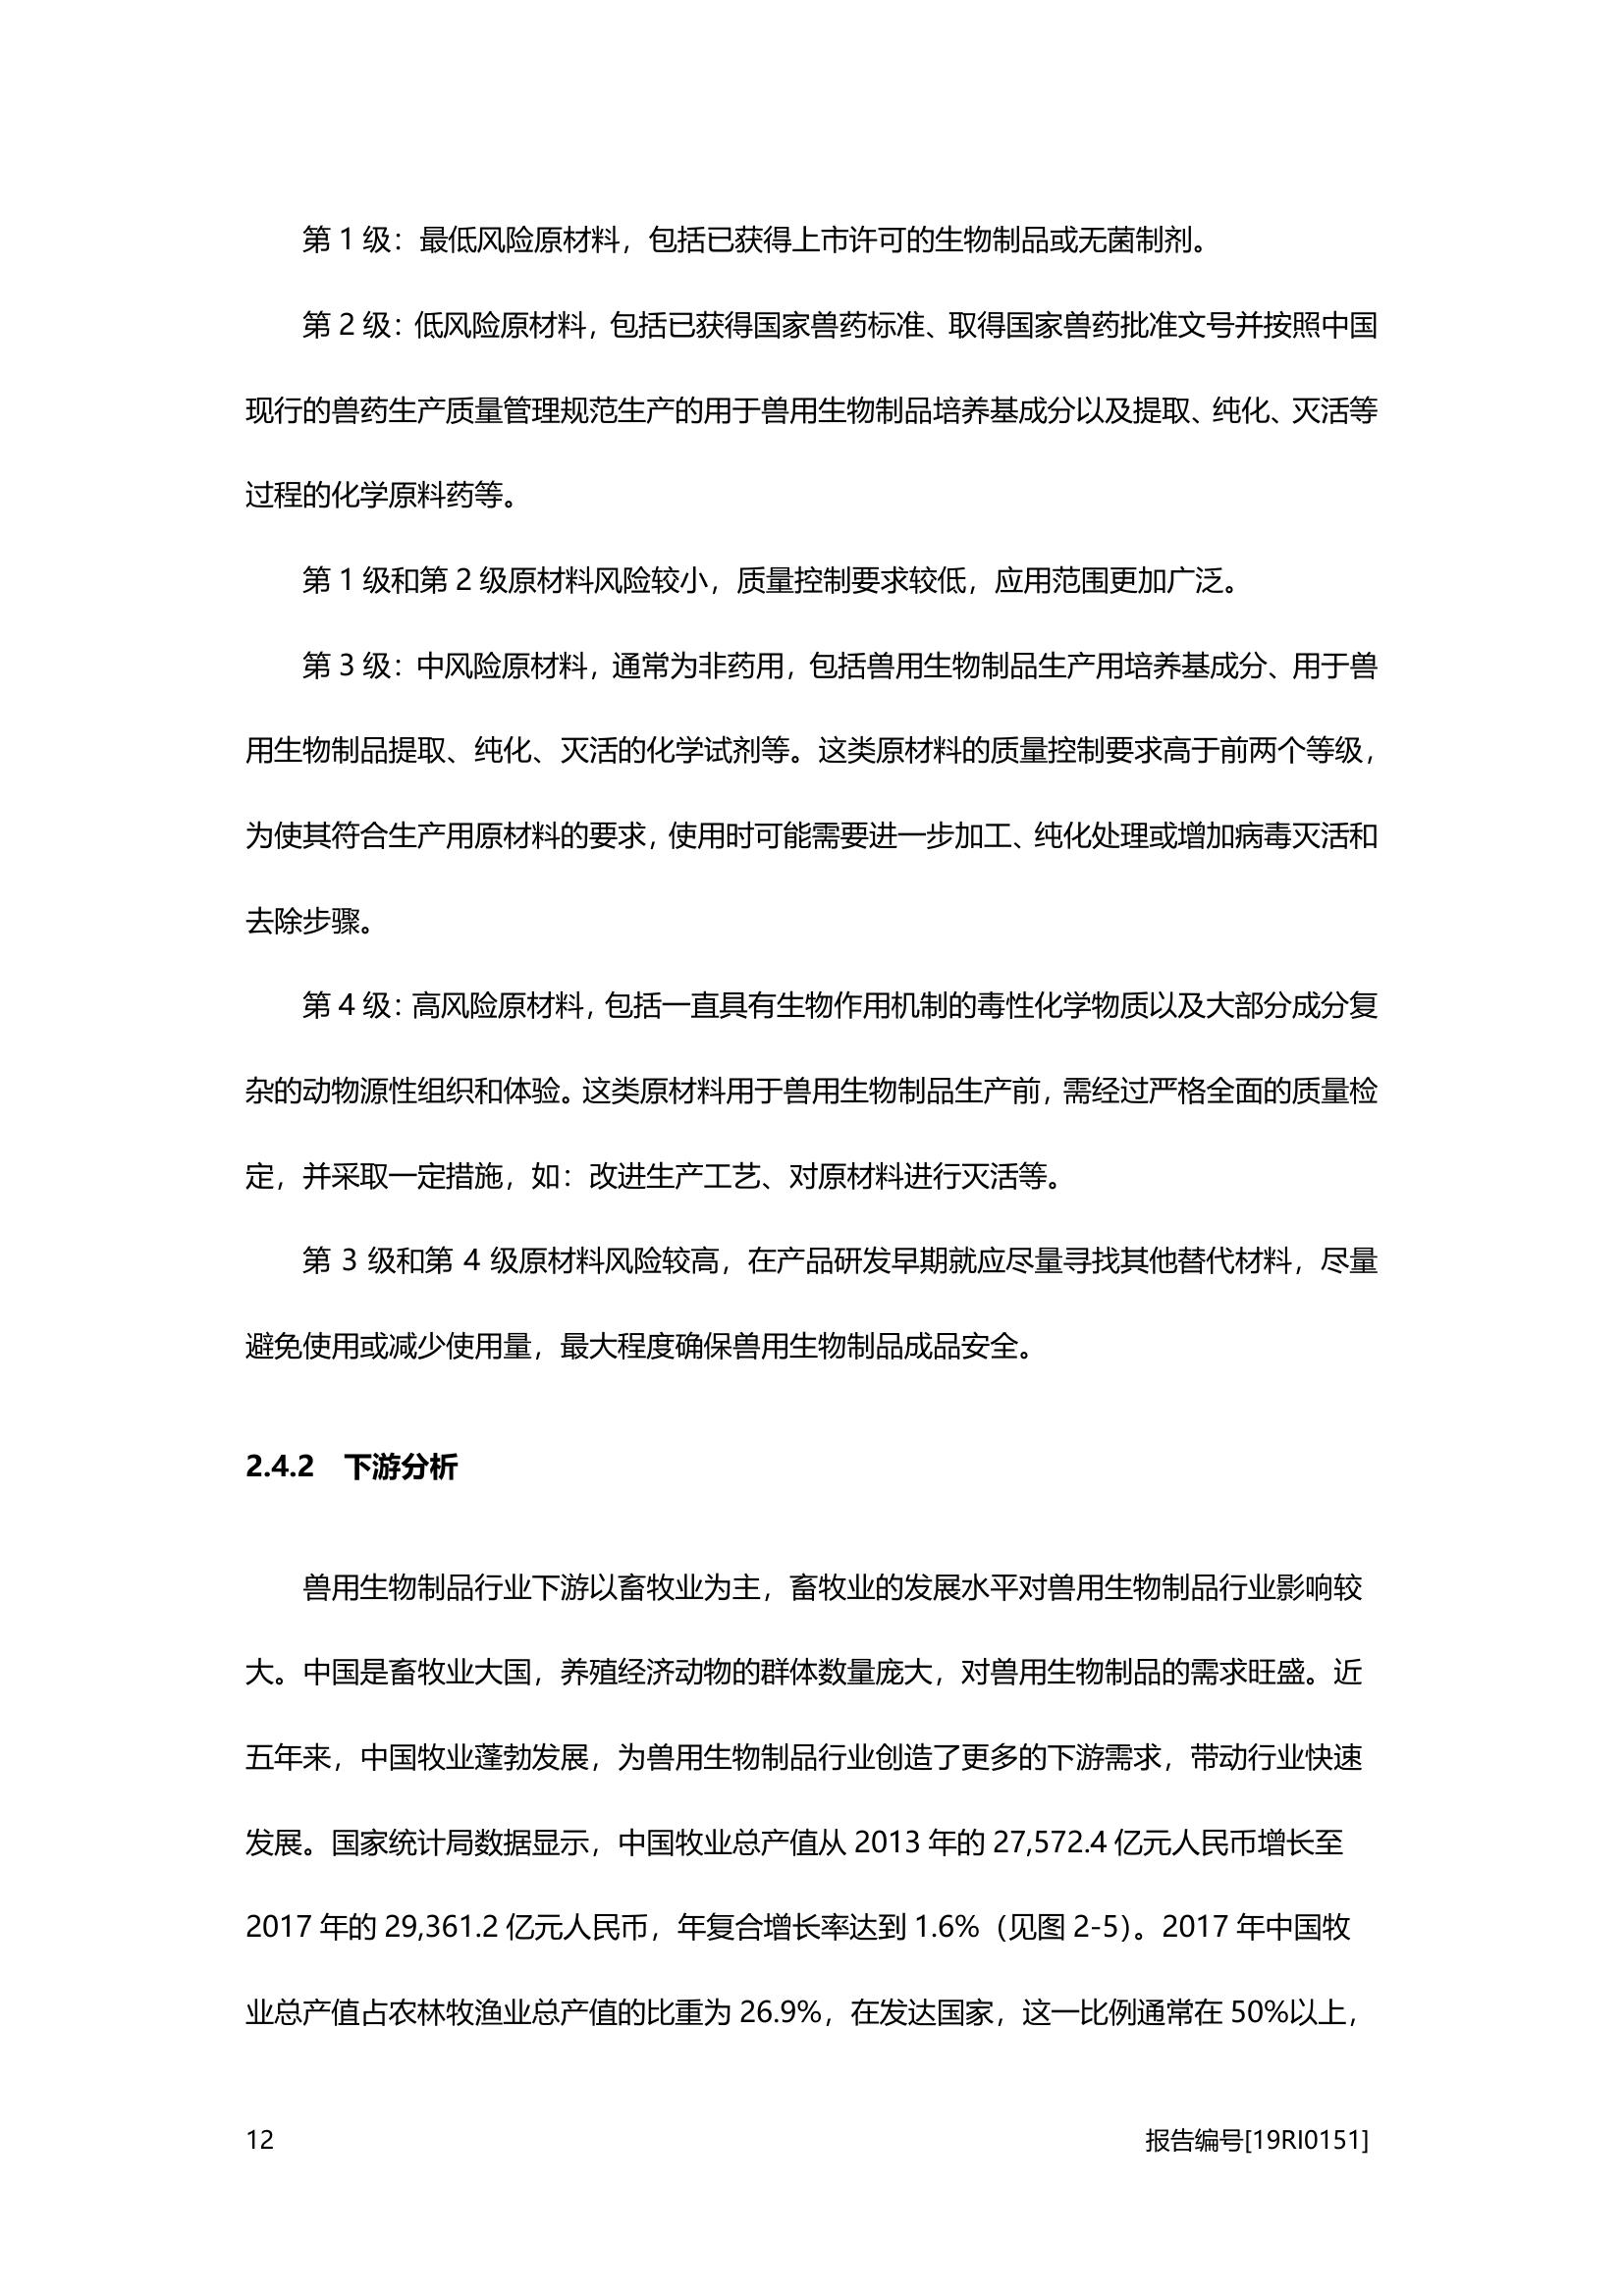 第 1 级：最低风险原材料，包括已获得上市许可的生物制品或无菌制剂。
第 2 级：低风险原材料，包括已获得国家兽药标准、取得国家兽药批准文号并按照中国
现行的兽药生产质量管理规范生产的用于兽用生物制品培养基成分以及提取、纯化、灭活等
过程的化学原料药等。
第 1 级和第 2 级原材料风险较小，质量控制要求较低，应用范围更加广泛。
第 3 级：中风险原材料，通常为非药用，包括兽用生物制品生产用培养基成分、用于兽
用生物制品提取、纯化、灭活的化学试剂等。这类原材料的质量控制要求高于前两个等级，
为使其符合生产用原材料的要求，使用时可能需要进一步加工、纯化处理或增加病毒灭活和
去除步骤。
第 4 级：高风险原材料，包括一直具有生物作用机制的毒性化学物质以及大部分成分复
杂的动物源性组织和体验。这类原材料用于兽用生物制品生产前，需经过严格全面的质量检
定，并采取一定措施，如：改进生产工艺、对原材料进行灭活等。
第 3 级和第 4 级原材料风险较高，在产品研发早期就应尽量寻找其他替代材料，尽量
避免使用或减少使用量，最大程度确保兽用生物制品成品安全。
2.4.2 下游分析
兽用生物制品行业下游以畜牧业为主，畜牧业的发展水平对兽用生物制品行业影响较
大。中国是畜牧业大国，养殖经济动物的群体数量庞大，对兽用生物制品的需求旺盛。近
五年来，中国牧业蓬勃发展，为兽用生物制品行业创造了更多的下游需求，带动行业快速
发展。国家统计局数据显示，中国牧业总产值从 2013 年的 27,572.4 亿元人民币增长至
2017 年的 29,361.2 亿元人民币，年复合增长率达到 1.6%（见图 2-5）。2017 年中国牧
业总产值占农林牧渔业总产值的比重为 26.9%，在发达国家，这一比例通常在 50%以上，
12 报告编号[19RI0151]